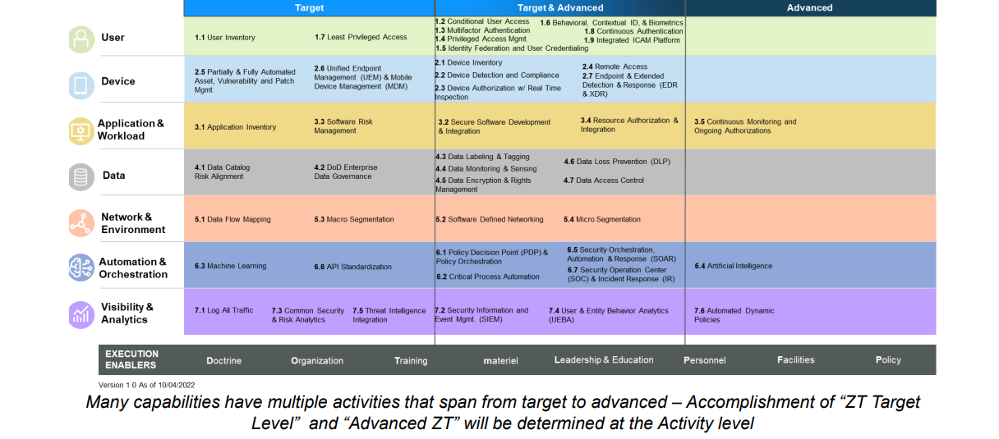 Target
Target & Advanced
Advanced
User
1.1 User Inventory
1.7 Least Privileged Access
1.2 Conditional User Access
1.3 Multifactor Authentication
1.4 Privileged Access Mgmt.
1.5 Identity Federation and User Credentialing
1.6 Behavioral, Contextual ID, & Biometrics
1.8 Continuous Authentication
1.9 Integrated ICAM Platform
Device
2.5 Partially & Fully Automated
Asset, Vulnerability and Patch
Mgmt.
2.6 Unified Endpoint
Management (UEM) & Mobile
Device Management (MDM)
2.1 Device Inventory
2.2 Device Detection and Compliance
2.3 Device Authorization w/ Real Time
Inspection
2.4 Remote Access
2.7 Endpoint & Extended
Detection & Response (EDR
& XDR)
Application &
Workload
3.1 Application Inventory
3.3 Software Risk
Management
3.2 Secure Software Development
& Integration
3.4 Resource Authorization &
Integration
3.5 Continuous Monitoring and
Ongoing Authorizations
Data
4.1 Data Catalog
Risk Alignment
4.2 DoD Enterprise
Data Governance
4.3 Data Labeling & Tagging
4.4 Data Monitoring & Sensing
4.5 Data Encryption & Rights
Management
4.6 Data Loss Prevention (DLP)
4.7 Data Access Control
Network &
Environment
5.1 Data Flow Mapping
5.3 Macro Segmentation
5.2 Software Defined Networking
5.4 Micro Segmentation
Automation &
Orchestration
6.3 Machine Learning
6.6 API Standardization
6.1 Policy Decision Point (PDP) &
Policy Orchestration
6.2 Critical Process Automation
6.5 Security Orchestration,
Automation & Response (SOAR)
6.7 Security Operation Center
(SOC) & Incident Response (IR)
6.4 Artificial Intelligence
Visibility &
Analytics
7.1 Log All Traffic
7.3 Common Security
& Risk Analytics
7.5 Threat Intelligence
Integration
7.2 Security Information and
Event Mgmt. (SIEM)
7.4 User & Entity Behavior Analytics
(UEBA)
7.6 Automated Dynamic
Policies
EXECUTION
ENABLERS
Doctrine
Organization
Training
materiel
Leadership & Education
Personnel
Facilities
Policy
Version 1.0 As of 10/04/2022
Many capabilities have multiple activities that span from target to advanced – Accomplishment of “ZT Target
Level” and “Advanced ZT” will be determined at the Activity level